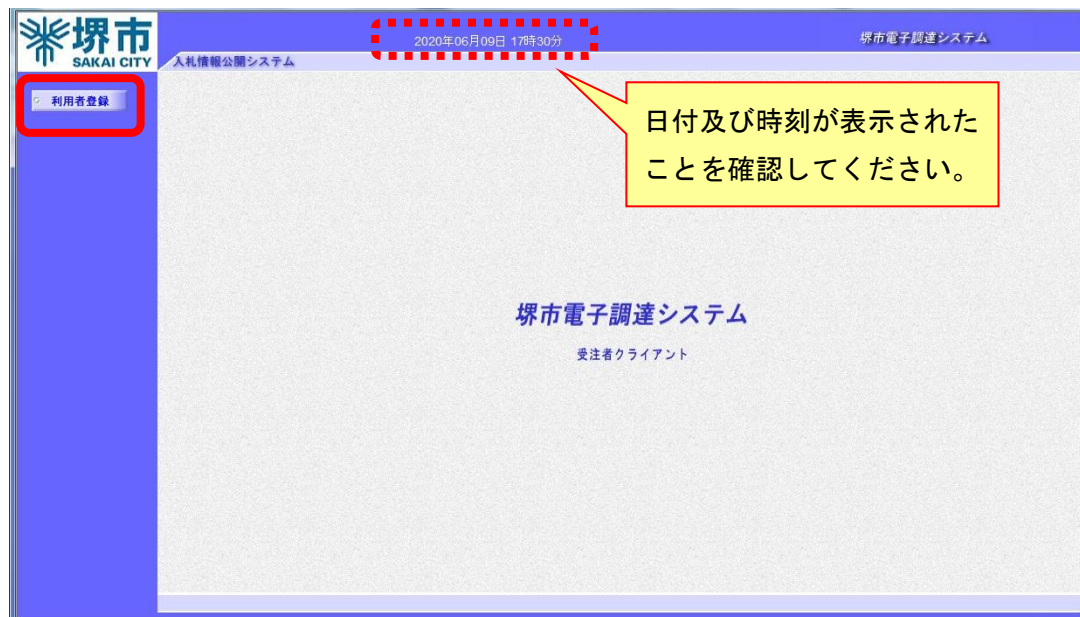 堺市
SAKAI CITY
2020年06月09日 17時30分
堺市電子調達システム
入札情報公開システム
利用者登録
日付及び時刻が表示された
ことを確認してください。
堺市電子調達システム
受注者クライアント